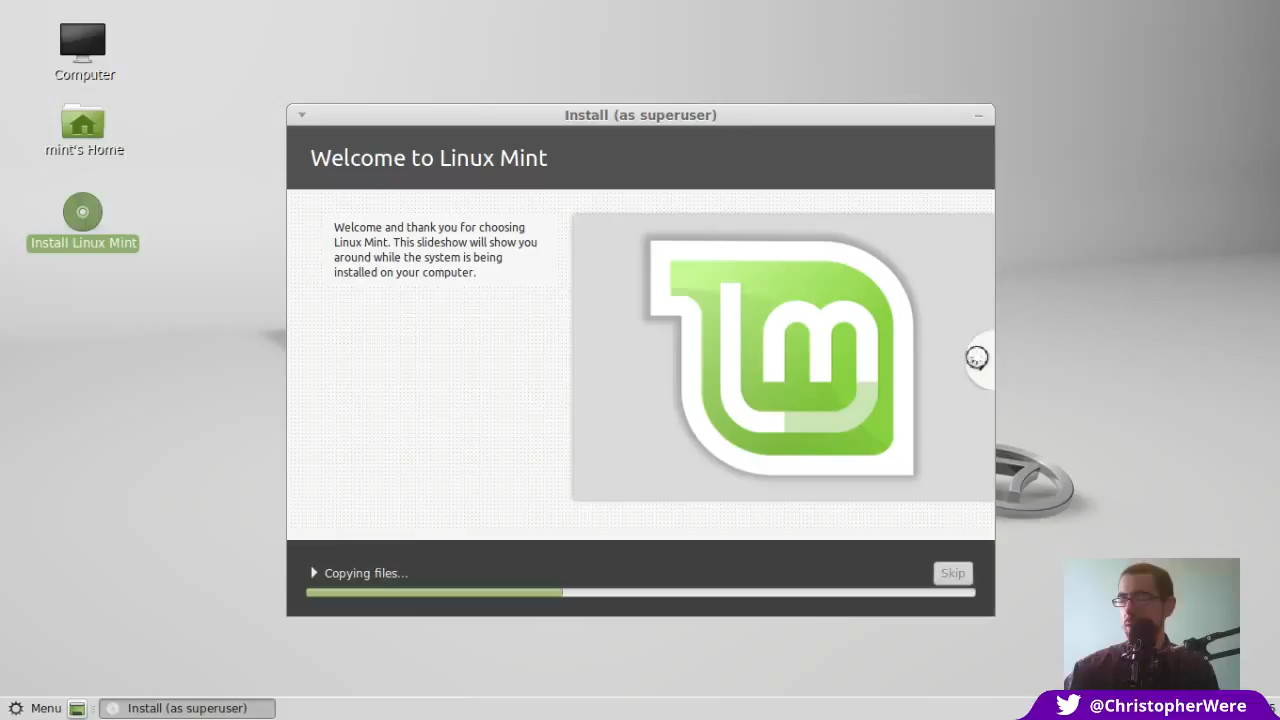 Computer
mint's Home
Install Linux Mint
Install (as superuser)
Welcome to Linux Mint
Welcome and thank you for choosing
Linux Mint. This slideshow will show you
around while the system is being
installed on your computer.
Copying files...
Skip
Menu
Install (as superuser)
@ChristopherWere